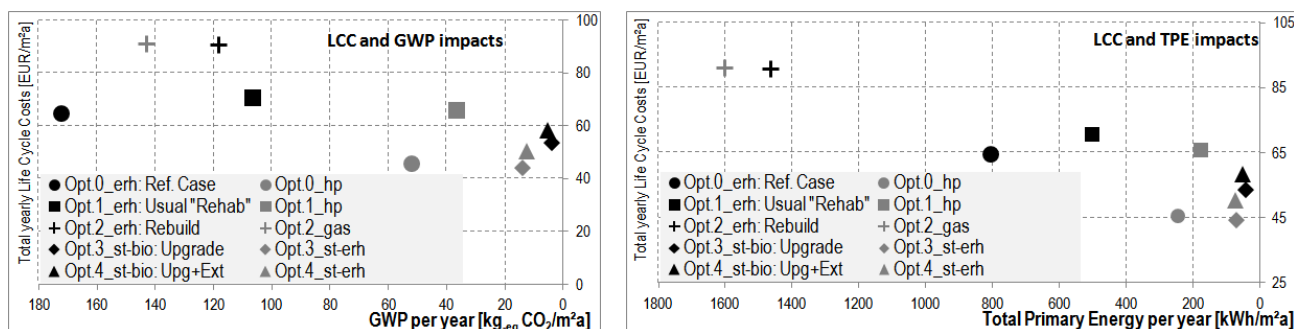 LCC and GWP impacts
Total yearly Life Cycle Costs [EUR/m²a]
100
80
60
40
20
0
Opt.0_erh: Ref. Case
Opt.0_hp
Opt.1_erh: Usual "Rehab"
Opt.1_hp
Opt.2_erh: Rebuild
Opt.2_gas
Opt.3_st-bio: Upgrade
Opt.3_st-erh
Opt.4_st-bio: Upg+Ext
Opt.4_st-erh
180 160 140 120 100 80 60 40 20 0
GWP per year [kg-eq CO2/m²a]
LCC and TPE impacts
Total yearly Life Cycle Costs [EUR/m²a]
105
85
65
45
25
Opt.0_erh: Ref. Case
Opt.0_hp
Opt.1_erh: Usual "Rehab"
Opt.1_hp
Opt.2_erh: Rebuild
Opt.2_gas
Opt.3_st-bio: Upgrade
Opt.3_st-erh
Opt.4_st-bio: Upg+Ext
Opt.4_st-erh
1800 1600 1400 1200 1000 800 600 400 200 0
Total Primary Energy per year [kWh/m²a]